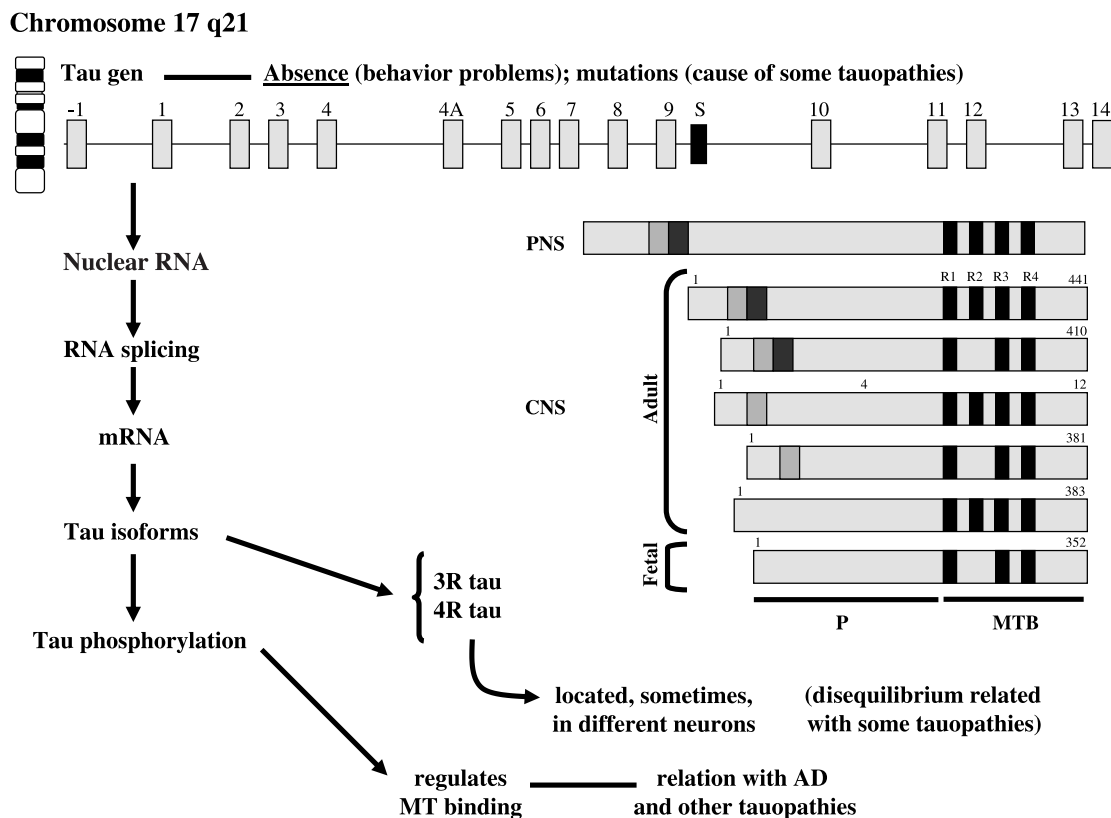 Chromosome 17 q21
Tau gen
Absence (behavior problems); mutations (cause of some tauopathies)
-1 1 2 3 4 4A 5 6 7 8 9 S 10 11 12 13 14
Nuclear RNA
RNA splicing
mRNA
Tau isoforms
Tau phosphorylation
3R tau
4R tau
PNS
CNS
Adult
Fetal
R1 R2 R3 R4
1 441
1 410
1 4 12
1 381
1 383
1 352
P MTB
located, sometimes,
in different neurons
(disequilibrium related
with some tauopathies)
regulates
MT binding
relation with AD
and other tauopathies